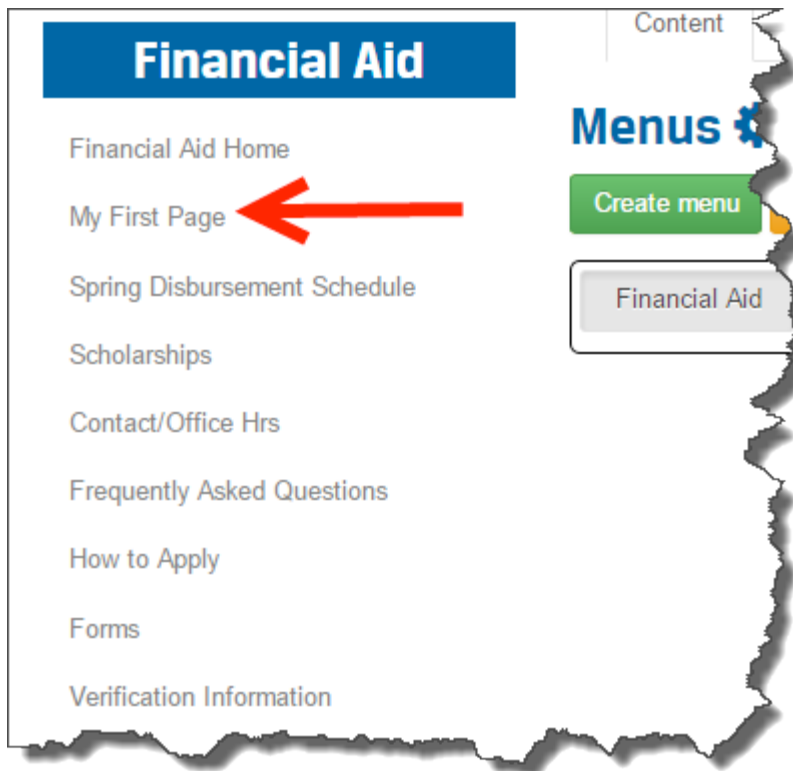 Financial Aid
Financial Aid Home
My First Page
Spring Disbursement Schedule
Scholarships
Contact/Office Hrs
Frequently Asked Questions
How to Apply
Forms
Verification Information
Content
Menus
Create menu
Financial Aid